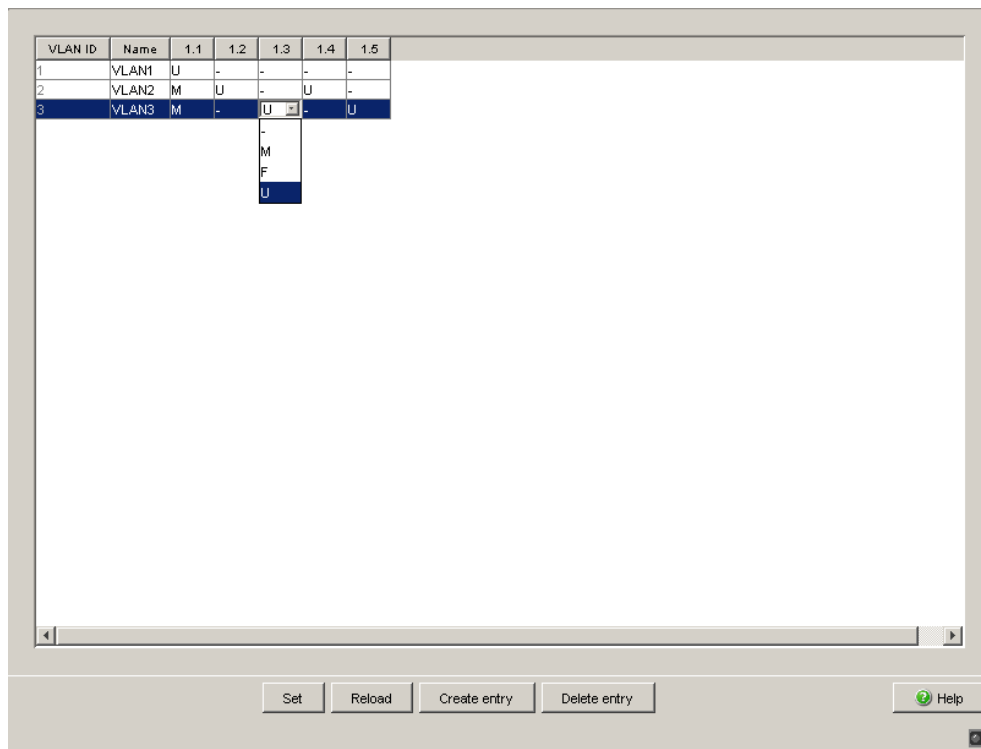 VLAN ID Name 1.1 1.2 1.3 1.4 1.5
1 VLAN1 U - - - -
2 VLAN2 M U - U -
3 VLAN3 M - U - U
-
M
F
U
Set Reload Create entry Delete entry Help